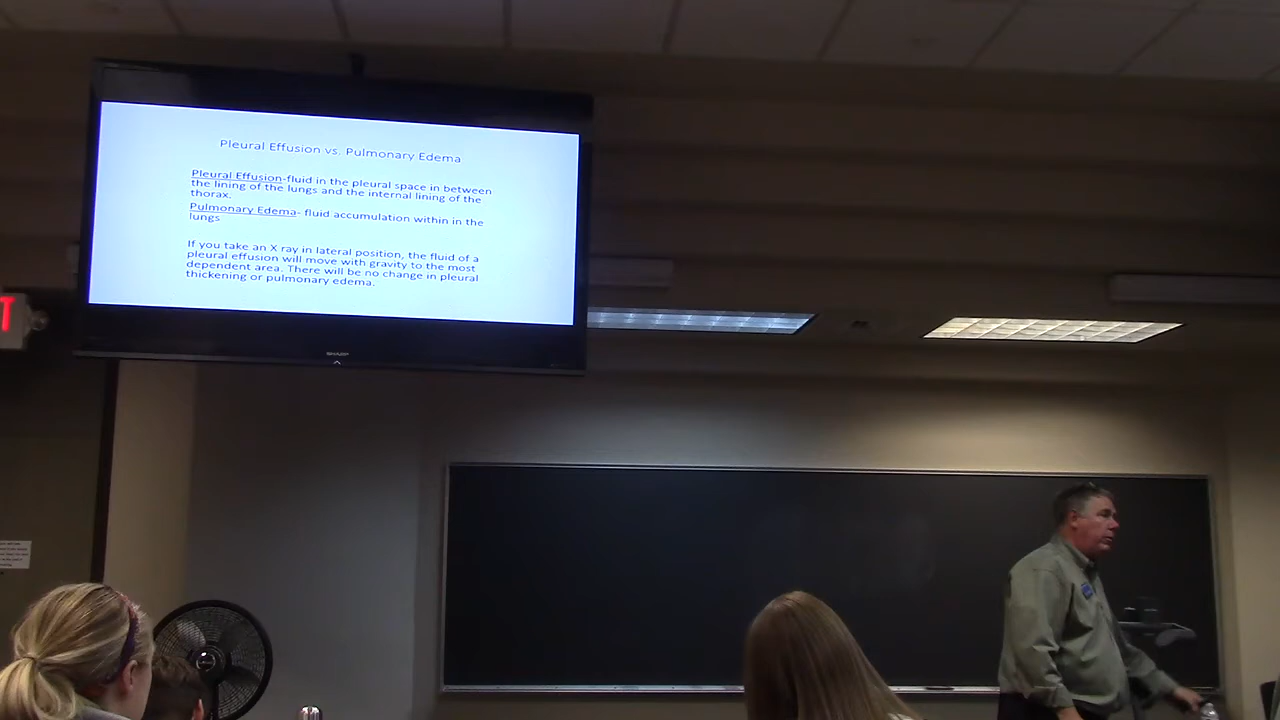 Pleural Effusion vs. Pulmonary Edema
Pleural Effusion-fluid in the pleural space in between
the lining of the lungs and the internal lining of the
thorax.
Pulmonary Edema- fluid accumulation within in the
lungs
If you take an X ray in lateral position, the fluid of a
pleural effusion will move with gravity to the most
dependent area. There will be no change in pleural
thickening or pulmonary edema.
SHARP
T